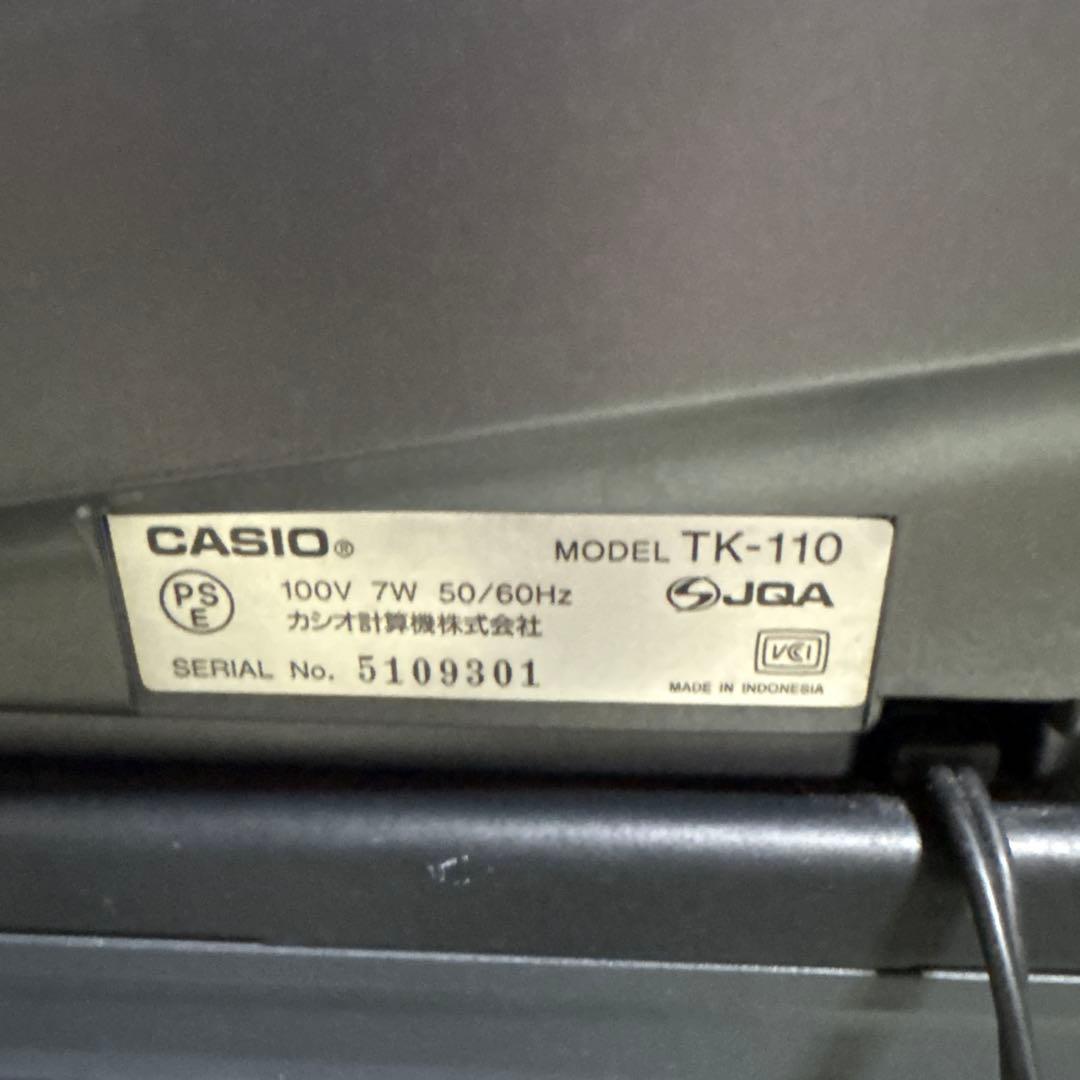 CASIO® MODEL TK-110
PSE 100V 7W 50/60Hz JQA
カシオ計算機株式会社
VCI
SERIAL No. 5109301 MADE IN INDONESIA